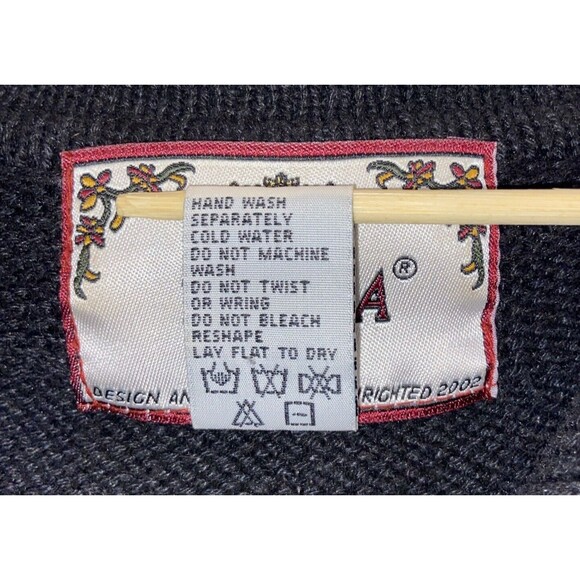 HAND WASH
SEPARATELY
COLD WATER
DO NOT MACHINE
WASH
DO NOT TWIST
OR WRING
DO NOT BLEACH
RESHAPE
LAY FLAT TO DRY
A®
DESIGN AN RIGHTED 2002